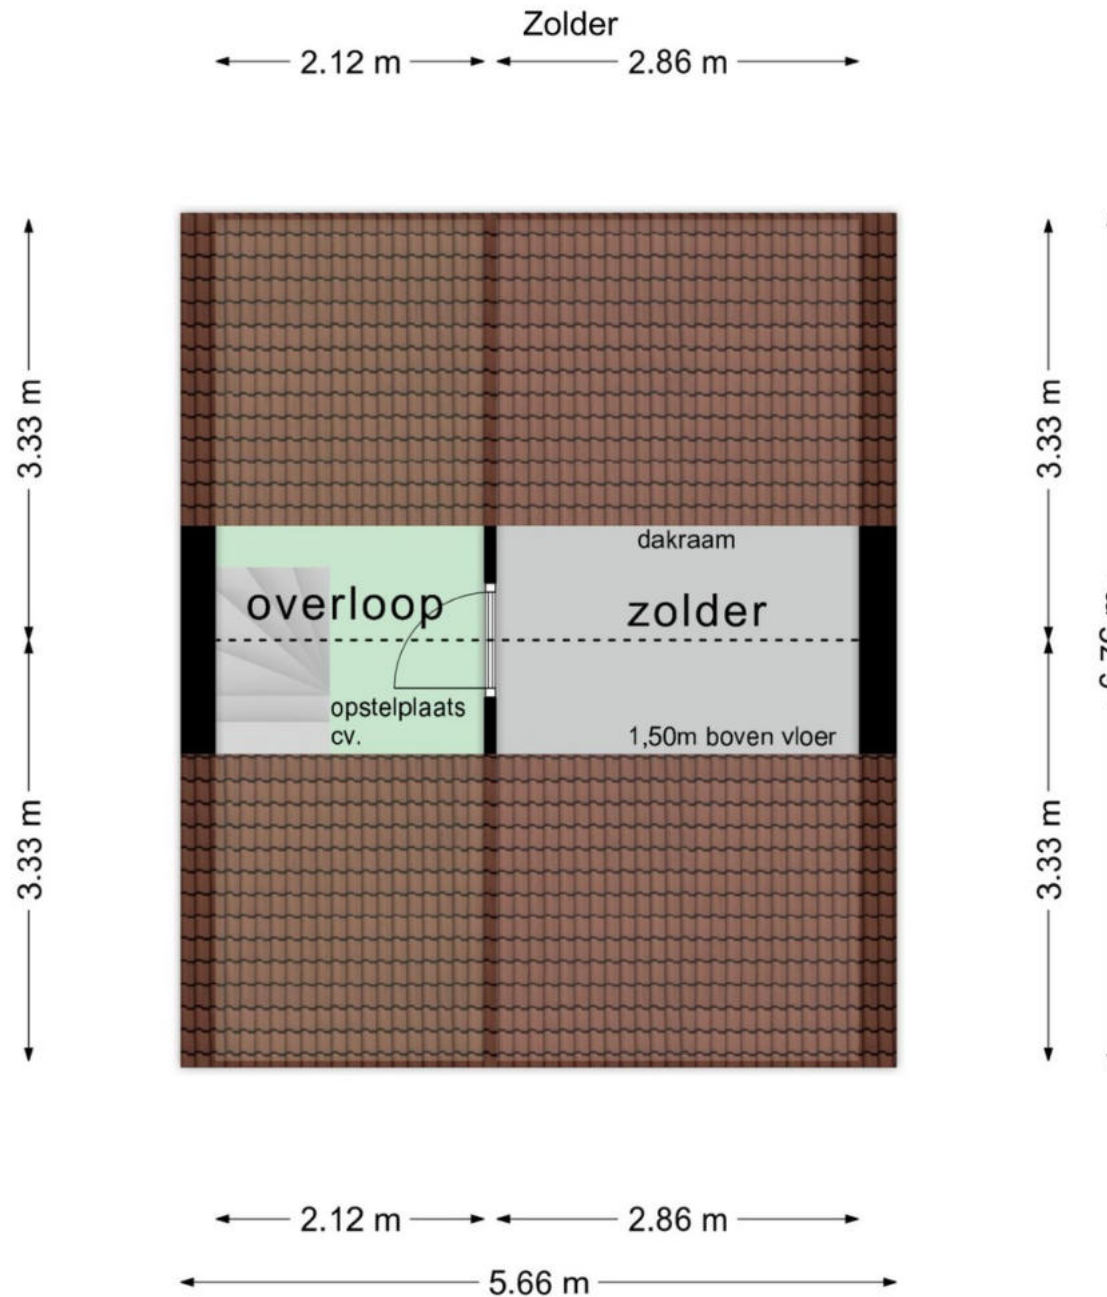 Zolder
2.12 m
2.86 m
3.33 m
3.33 m
dakraam
overloop
zolder
opstelplaats
cv.
1,50m boven vloer
3.33 m
3.33 m
2.12 m
2.86 m
5.66 m